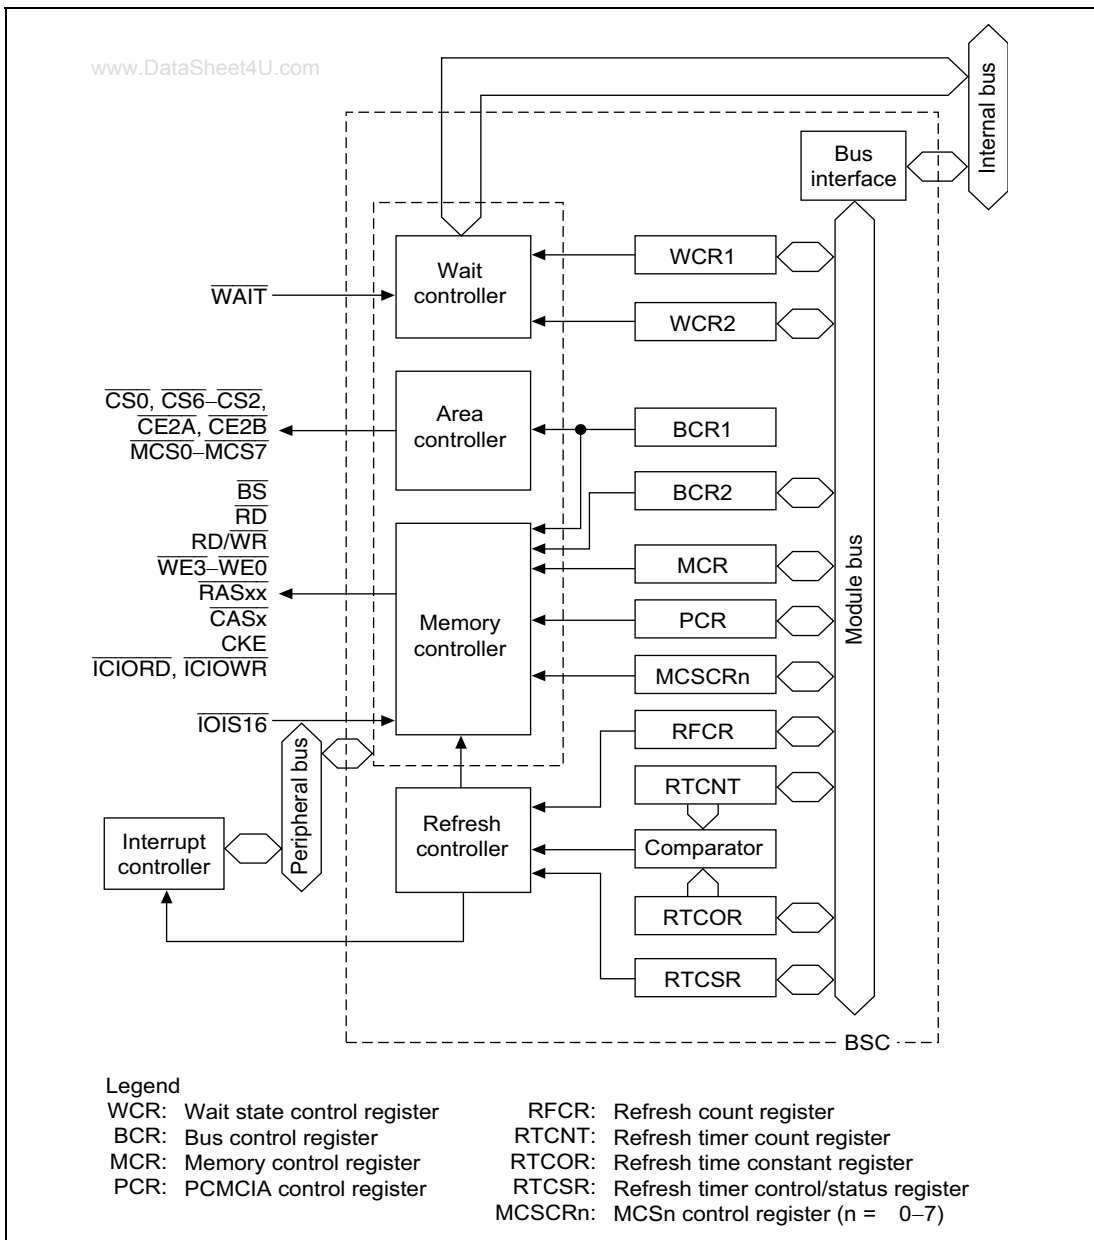 www.DataSheet4U.com
Internal bus
Bus
interface
Wait
controller
WCR1
WAIT
WCR2
CS0, CS6–CS2,
CE2A, CE2B
MCS0–MCS7
Area
controller
BCR1
BS
RD
RD/WR
WE3–WE0
RASxx
CASx
CKE
ICIORD, ICIOWR
BCR2
MCR
Memory
controller
PCR
Module bus
MCSCRn
IOIS16
RFCR
Peripheral bus
RTCNT
Interrupt
controller
Refresh
controller
Comparator
RTCOR
RTCSR
BSC
Legend
WCR: Wait state control register
BCR: Bus control register
MCR: Memory control register
PCR: PCMCIA control register
RFCR: Refresh count register
RTCNT: Refresh timer count register
RTCOR: Refresh time constant register
RTCSR: Refresh timer control/status register
MCSCRn: MCSn control register (n = 0–7)